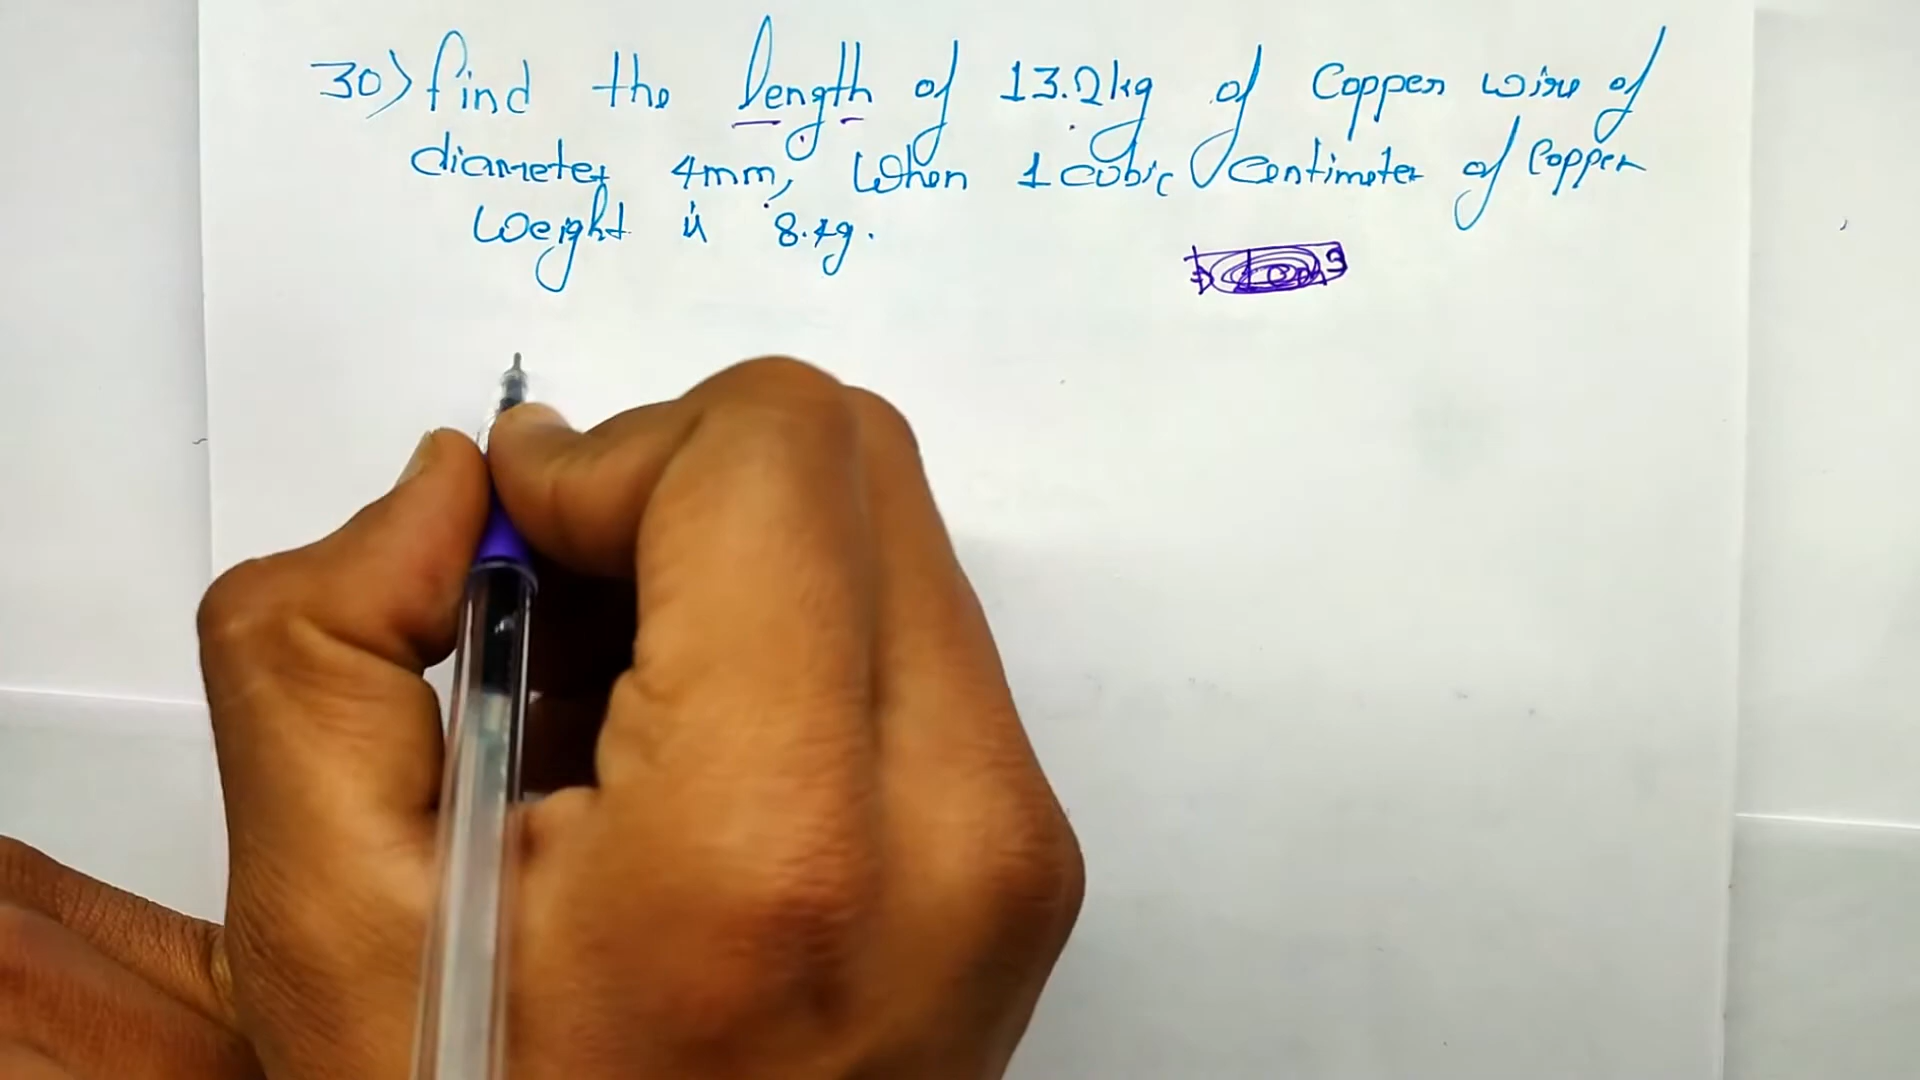 30) find the length of 13.2kg of Copper wire of
diameter 4mm, When 1 cubic Centimeter of Copper
Weight is 8.4g.